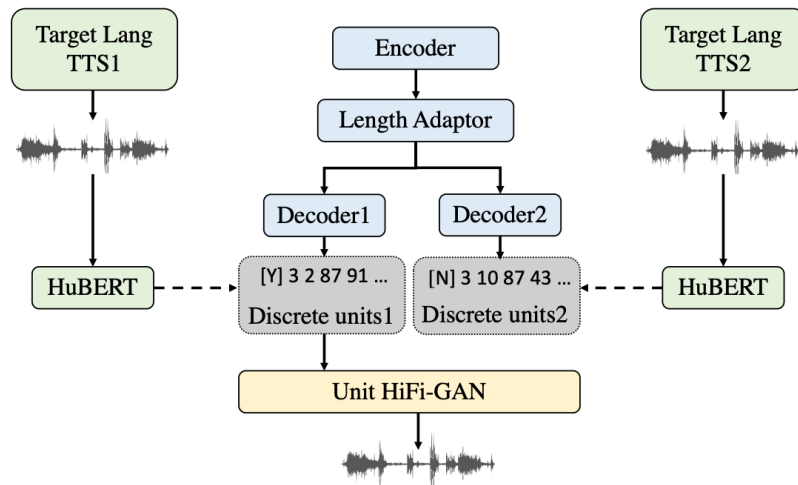 Target Lang
TTS1
Encoder
Target Lang
TTS2
Length Adaptor
Decoder1
Decoder2
HuBERT
[Y] 3 2 87 91 ...
Discrete units1
[N] 3 10 87 43 ...
Discrete units2
HuBERT
Unit HiFi-GAN